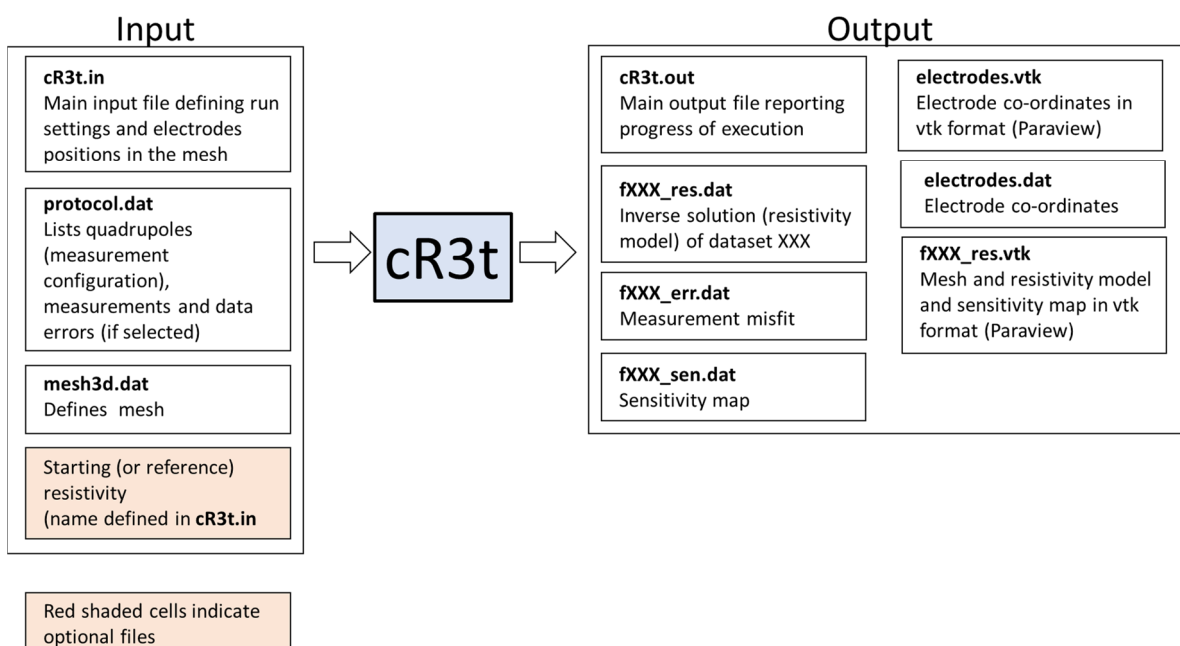 Input
cR3t.in
Main input file defining run
settings and electrodes
positions in the mesh
protocol.dat
Lists quadrupoles
(measurement
configuration),
measurements and data
errors (if selected)
mesh3d.dat
Defines mesh
Starting (or reference)
resistivity
(name defined in cR3t.in
Red shaded cells indicate
optional files
cR3t
Output
cR3t.out
Main output file reporting
progress of execution
fXXX_res.dat
Inverse solution (resistivity
model) of dataset XXX
fXXX_err.dat
Measurement misfit
fXXX_sen.dat
Sensitivity map
electrodes.vtk
Electrode co-ordinates in
vtk format (Paraview)
electrodes.dat
Electrode co-ordinates
fXXX_res.vtk
Mesh and resistivity model
and sensitivity map in vtk
format (Paraview)